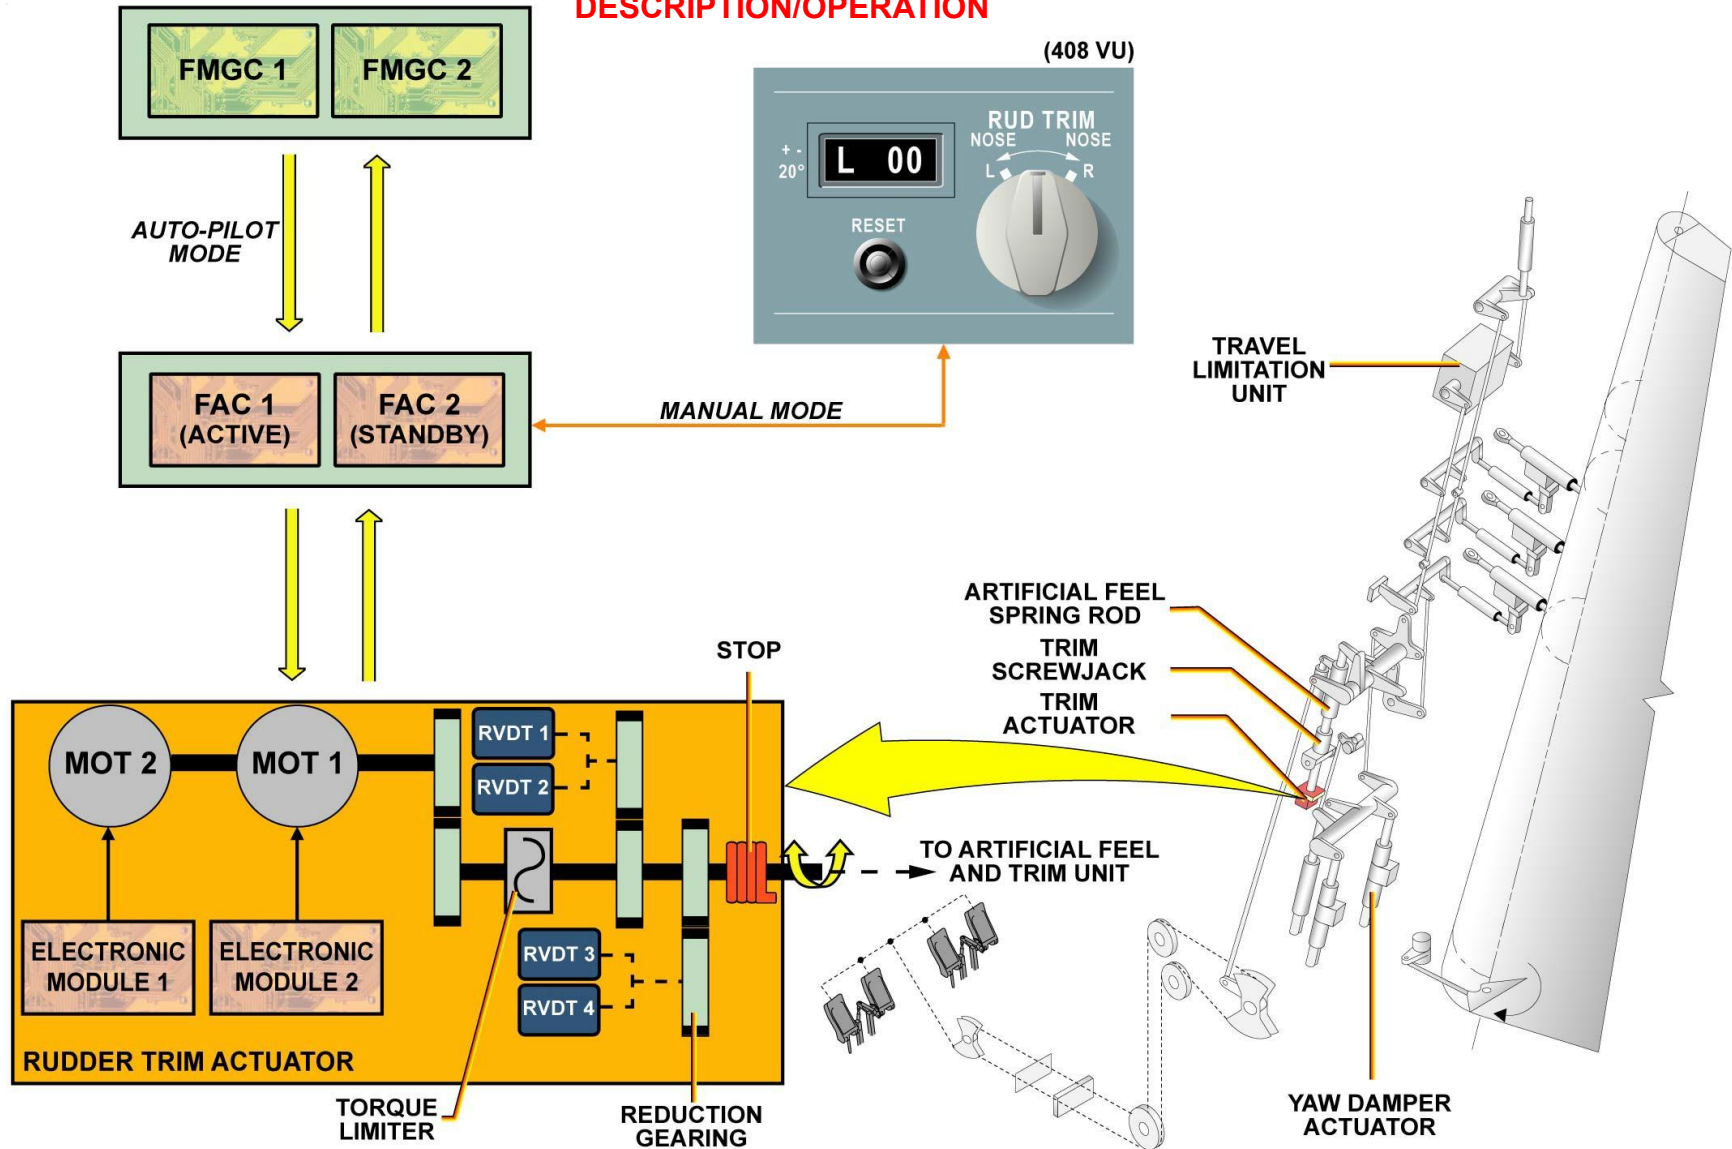 DESCRIPTION/OPERATION
FMGC 1
FMGC 2
(408 VU)
RUD TRIM
NOSE
NOSE
L
R
+ -
20°
L 00
RESET
AUTO-PILOT
MODE
FAC 1
(ACTIVE)
FAC 2
(STANDBY)
MANUAL MODE
TRAVEL
LIMITATION
UNIT
ARTIFICIAL FEEL
SPRING ROD
TRIM
SCREWJACK
TRIM
ACTUATOR
STOP
MOT 2
MOT 1
RVDT 1
RVDT 2
TO ARTIFICIAL FEEL
AND TRIM UNIT
ELECTRONIC
MODULE 1
ELECTRONIC
MODULE 2
RVDT 3
RVDT 4
RUDDER TRIM ACTUATOR
TORQUE
LIMITER
REDUCTION
GEARING
YAW DAMPER
ACTUATOR